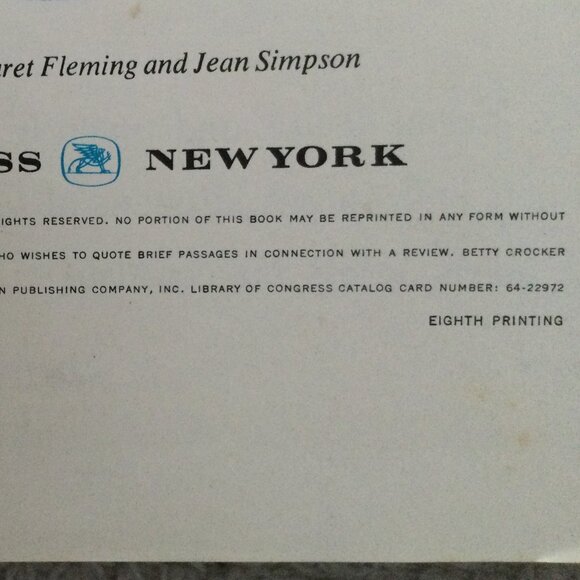 ret Fleming and Jean Simpson
SS NEW YORK
IGHTS RESERVED. NO PORTION OF THIS BOOK MAY BE REPRINTED IN ANY FORM WITHOUT
HO WISHES TO QUOTE BRIEF PASSAGES IN CONNECTION WITH A REVIEW. BETTY CROCKER
N PUBLISHING COMPANY, INC. LIBRARY OF CONGRESS CATALOG CARD NUMBER: 64-22972
EIGHTH PRINTING